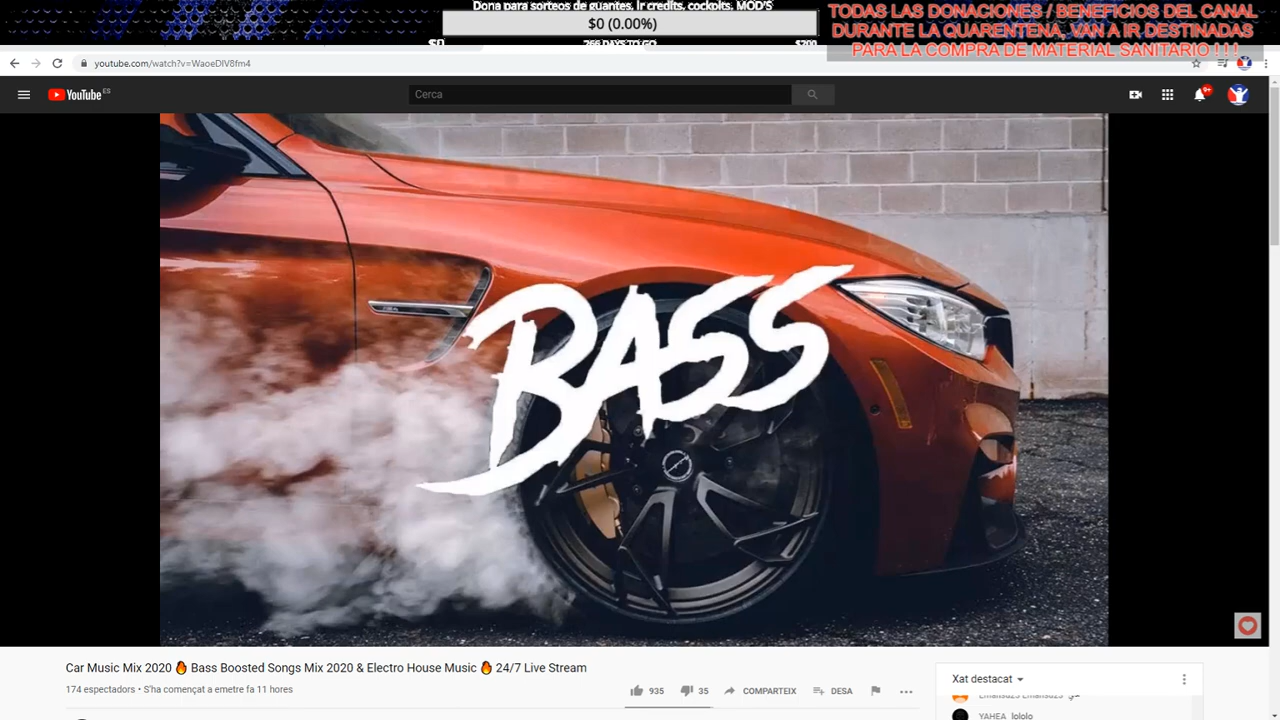 Dona para sorteos de guantes, Ir credits, cockpits, MOD'S
$0 (0.00%)
$0
266 DAYS TO GO
$200
TODAS LAS DONACIONES / BENEFICIOS DEL CANAL
DURANTE LA QUARENTENA, VAN A IR DESTINADAS
PARA LA COMPRA DE MATERIAL SANITARIO ! ! !
youtube.com/watch?v=WaoeDIV8fm4
YouTube ES
Cerca
9+
BASS
Car Music Mix 2020 🔥 Bass Boosted Songs Mix 2020 & Electro House Music 🔥 24/7 Live Stream
174 espectadors • S'ha començat a emetre fa 11 hores
935
35
COMPARTEIX
DESA
Xat destacat
YAHEA lololo